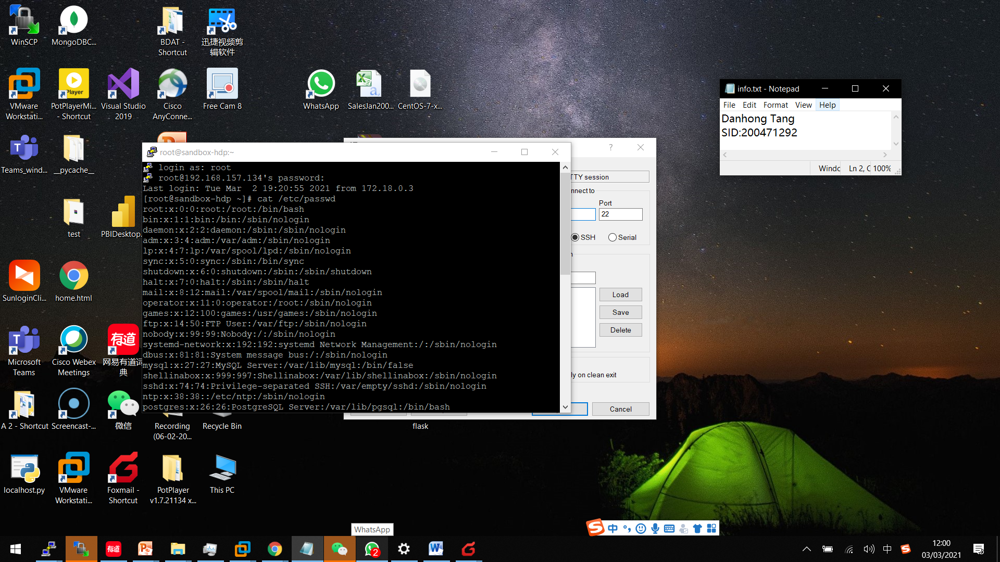 WinSCP
MongoDBC...
BDAT -
Shortcut
迅捷视频剪
辑软件
VMware
Workstati...
Player
PotPlayerMi...
- Shortcut
Visual Studio
2019
Cisco
AnyConne...
Free Cam 8
WhatsApp
SalesJan200...
CentOS-7-x...
Teams_wind...
__pycache__
test
PBIDesktop.
SunloginCli...
home.html
Microsoft
Teams
Cisco Webex
Meetings
有道
网易有道词
典
A 2 - Shortcut
Screencast-...
微信
Recording
(06-02-20...
Recycle Bin
flask
localhost.py
VMware
Workstati...
Foxmail -
Shortcut
PotPlayer
v1.7.21134 x...
This PC
info.txt - Notepad
File Edit Format View Help
Danhong Tang
SID:200471292
Windo
Ln 2, C
100%
root@sandbox-hdp:~
login as: root
root@192.168.157.134's password:
Last login: Tue Mar  2 19:20:55 2021 from 172.18.0.3
[root@sandbox-hdp ~]# cat /etc/passwd
root:x:0:0:root:/root:/bin/bash
bin:x:1:1:bin:/bin:/sbin/nologin
daemon:x:2:2:daemon:/sbin:/sbin/nologin
adm:x:3:4:adm:/var/adm:/sbin/nologin
lp:x:4:7:lp:/var/spool/lpd:/sbin/nologin
sync:x:5:0:sync:/sbin:/bin/sync
shutdown:x:6:0:shutdown:/sbin:/sbin/shutdown
halt:x:7:0:halt:/sbin:/sbin/halt
mail:x:8:12:mail:/var/spool/mail:/sbin/nologin
operator:x:11:0:operator:/root:/sbin/nologin
games:x:12:100:games:/usr/games:/sbin/nologin
ftp:x:14:50:FTP User:/var/ftp:/sbin/nologin
nobody:x:99:99:Nobody:/:/sbin/nologin
systemd-network:x:192:192:systemd Network Management:/:/sbin/nologin
dbus:x:81:81:System message bus:/:/sbin/nologin
mysql:x:27:27:MySQL Server:/var/lib/mysql:/bin/false
shellinabox:x:999:997:Shellinabox:/var/lib/shellinabox:/sbin/nologin
sshd:x:74:74:Privilege-separated SSH:/var/empty/sshd:/sbin/nologin
ntp:x:38:38::/etc/ntp:/sbin/nologin
postgres:x:26:26:PostgreSQL Server:/var/lib/pgsql:/bin/bash
?
TTY session
nnect to
Port
22
SSH
Serial
Load
Save
Delete
ly on clean exit
Cancel
WhatsApp
中
有道
2
中
12:00
03/03/2021